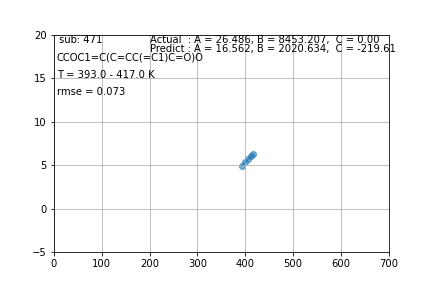 sub: 471
Actual : A = 26.486, B = 8453.207, C = 0.00
Predict : A = 16.562, B = 2020.634, C = -219.61
CCOC1=C(C=CC(=C1)C=O)O
T = 393.0 - 417.0 K
rmse = 0.073
20
15
10
5
0
−5
0 100 200 300 400 500 600 700